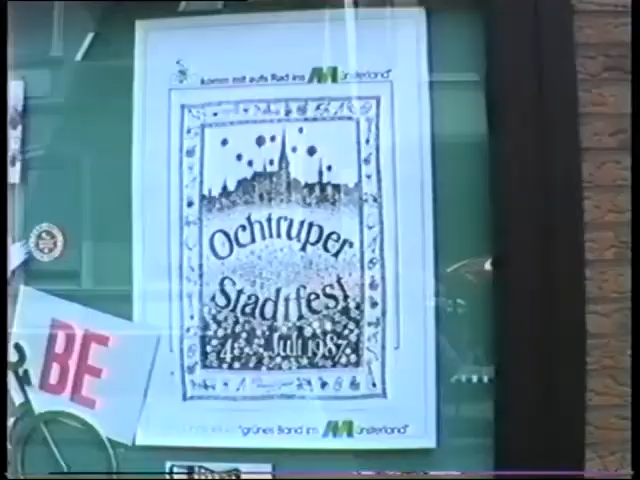 komm mit aufs Rad ins Münsterland"
Ochtruper
Stadtfest
4. Juli 1987
BE
"grünes Band im Münsterland"